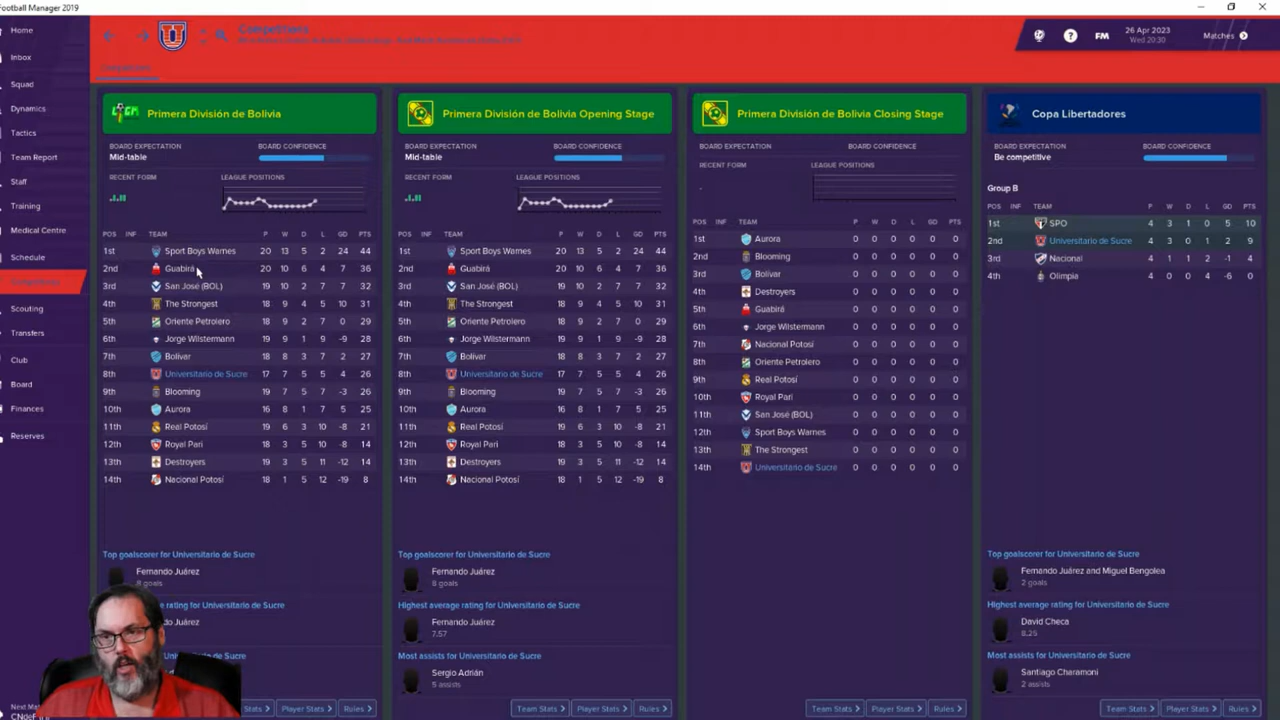 Football Manager 2019
Competitions
26 Apr 2023
Wed 20:30
FM
Matches
Home
Inbox
Squad
Dynamics
Tactics
Team Report
Staff
Training
Medical Centre
Schedule
Competitions
Scouting
Transfers
Club
Board
Finances
Reserves
Primera División de Bolivia
BOARD EXPECTATION BOARD CONFIDENCE
Mid-table
RECENT FORM LEAGUE POSITIONS
POS INF TEAM P W D L GD PTS
1st Sport Boys Warnes 20 13 5 2 24 44
2nd Guabirá 20 10 6 4 7 36
3rd San José (BOL) 19 10 2 7 7 32
4th The Strongest 18 9 4 5 10 31
5th Oriente Petrolero 18 9 2 7 0 29
6th Jorge Wilstermann 19 9 1 9 -9 28
7th Bolívar 18 8 3 7 2 27
8th Universitario de Sucre 17 7 5 5 4 26
9th Blooming 19 7 5 7 -3 26
10th Aurora 16 8 1 7 5 25
11th Real Potosí 19 6 3 10 -8 21
12th Royal Pari 18 3 5 10 -8 14
13th Destroyers 19 3 5 11 -12 14
14th Nacional Potosí 18 1 5 12 -19 8
Top goalscorer for Universitario de Sucre
Fernando Juárez
8 goals
rating for Universitario de Sucre
Juárez
Universitario de Sucre
Stats Player Stats Rules
Primera División de Bolivia Opening Stage
BOARD EXPECTATION BOARD CONFIDENCE
Mid-table
RECENT FORM LEAGUE POSITIONS
POS INF TEAM P W D L GD PTS
1st Sport Boys Warnes 20 13 5 2 24 44
2nd Guabirá 20 10 6 4 7 36
3rd San José (BOL) 19 10 2 7 7 32
4th The Strongest 18 9 4 5 10 31
5th Oriente Petrolero 18 9 2 7 0 29
6th Jorge Wilstermann 19 9 1 9 -9 28
7th Bolívar 18 8 3 7 2 27
8th Universitario de Sucre 17 7 5 5 4 26
9th Blooming 19 7 5 7 -3 26
10th Aurora 16 8 1 7 5 25
11th Real Potosí 19 6 3 10 -8 21
12th Royal Pari 18 3 5 10 -8 14
13th Destroyers 19 3 5 11 -12 14
14th Nacional Potosí 18 1 5 12 -19 8
Top goalscorer for Universitario de Sucre
Fernando Juárez
8 goals
Highest average rating for Universitario de Sucre
Fernando Juárez
7.57
Most assists for Universitario de Sucre
Sergio Adrián
5 assists
Team Stats Player Stats Rules
Primera División de Bolivia Closing Stage
BOARD EXPECTATION BOARD CONFIDENCE
RECENT FORM LEAGUE POSITIONS
-
POS INF TEAM P W D L GD PTS
1st Aurora 0 0 0 0 0 0
2nd Blooming 0 0 0 0 0 0
3rd Bolívar 0 0 0 0 0 0
4th Destroyers 0 0 0 0 0 0
5th Guabirá 0 0 0 0 0 0
6th Jorge Wilstermann 0 0 0 0 0 0
7th Nacional Potosí 0 0 0 0 0 0
8th Oriente Petrolero 0 0 0 0 0 0
9th Real Potosí 0 0 0 0 0 0
10th Royal Pari 0 0 0 0 0 0
11th San José (BOL) 0 0 0 0 0 0
12th Sport Boys Warnes 0 0 0 0 0 0
13th The Strongest 0 0 0 0 0 0
14th Universitario de Sucre 0 0 0 0 0 0
Team Stats Player Stats Rules
Copa Libertadores
BOARD EXPECTATION BOARD CONFIDENCE
Be competitive
Group B
POS INF TEAM P W D L GD PTS
1st SPO 4 3 1 0 5 10
2nd Universitario de Sucre 4 3 0 1 2 9
3rd Nacional 4 1 1 2 -1 4
4th Olimpia 4 0 0 4 -6 0
Top goalscorer for Universitario de Sucre
Fernando Juárez and Miguel Bengolea
2 goals
Highest average rating for Universitario de Sucre
David Checa
8.25
Most assists for Universitario de Sucre
Santiago Charamoni
2 assists
Team Stats Player Stats Rules